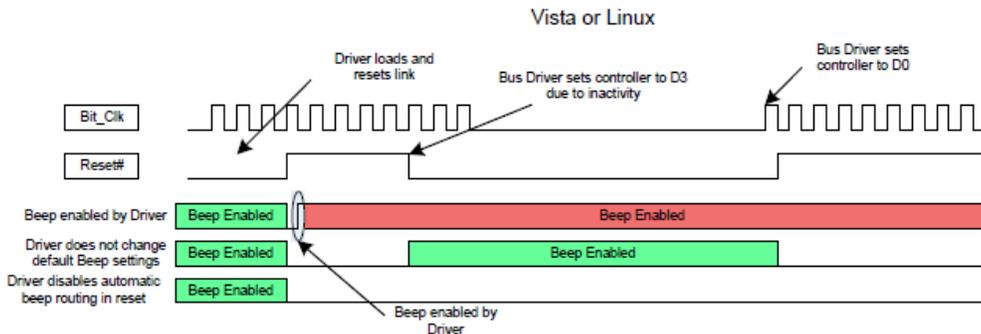 Vista or Linux
Driver loads and
resets link
Bus Driver sets controller to D3
due to inactivity
Bus Driver sets
controller to D0
Bit_Clk
Reset#
Beep enabled by Driver
Beep Enabled
Beep Enabled
Driver does not change
default Beep settings
Beep Enabled
Beep Enabled
Driver disables automatic
beep routing in reset
Beep Enabled
Beep enabled by
Driver